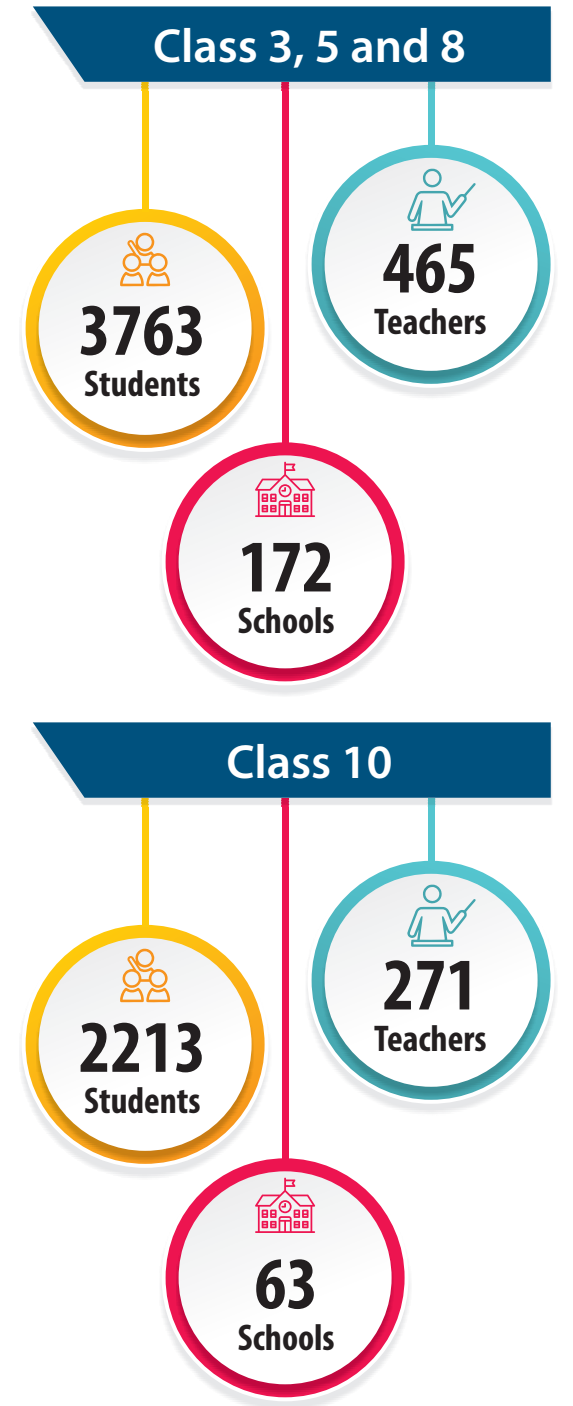 Class 3, 5 and 8
465
Teachers
3763
Students
172
Schools
Class 10
271
Teachers
2213
Students
63
Schools